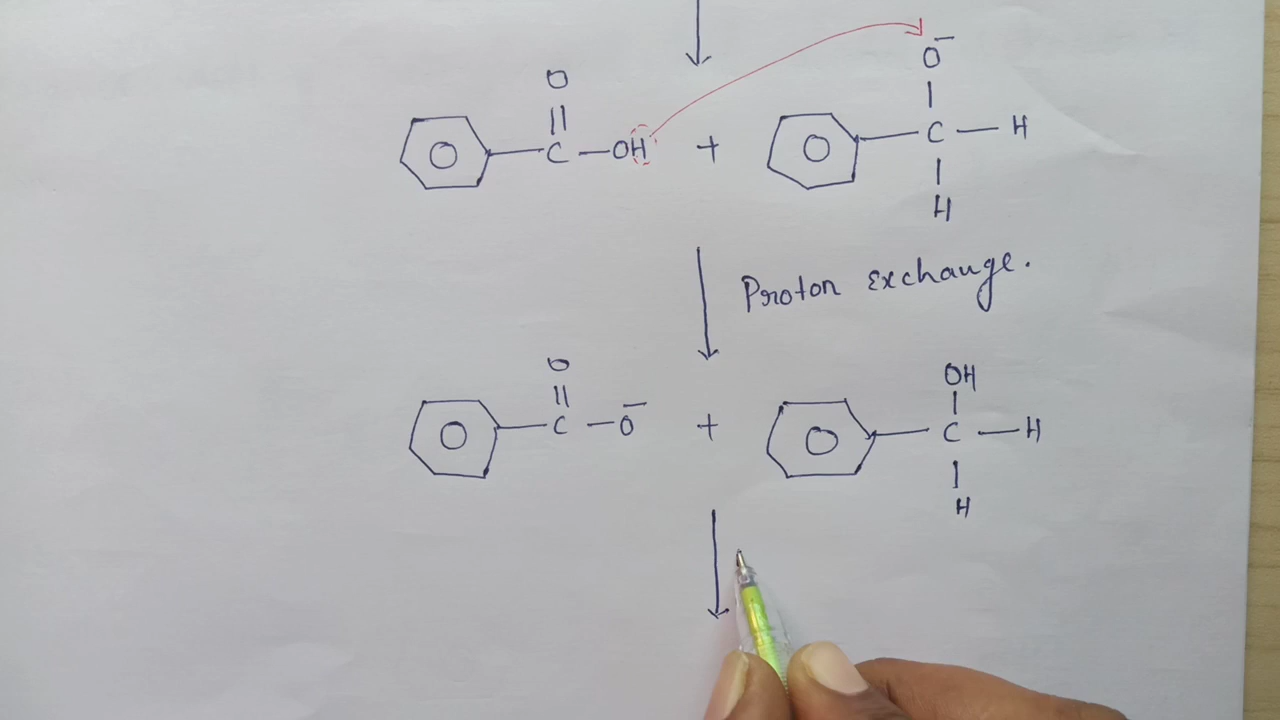 O O⁻
C — OH + C — H
H
Proton exchange.
O OH
C — O⁻ + C — H
H